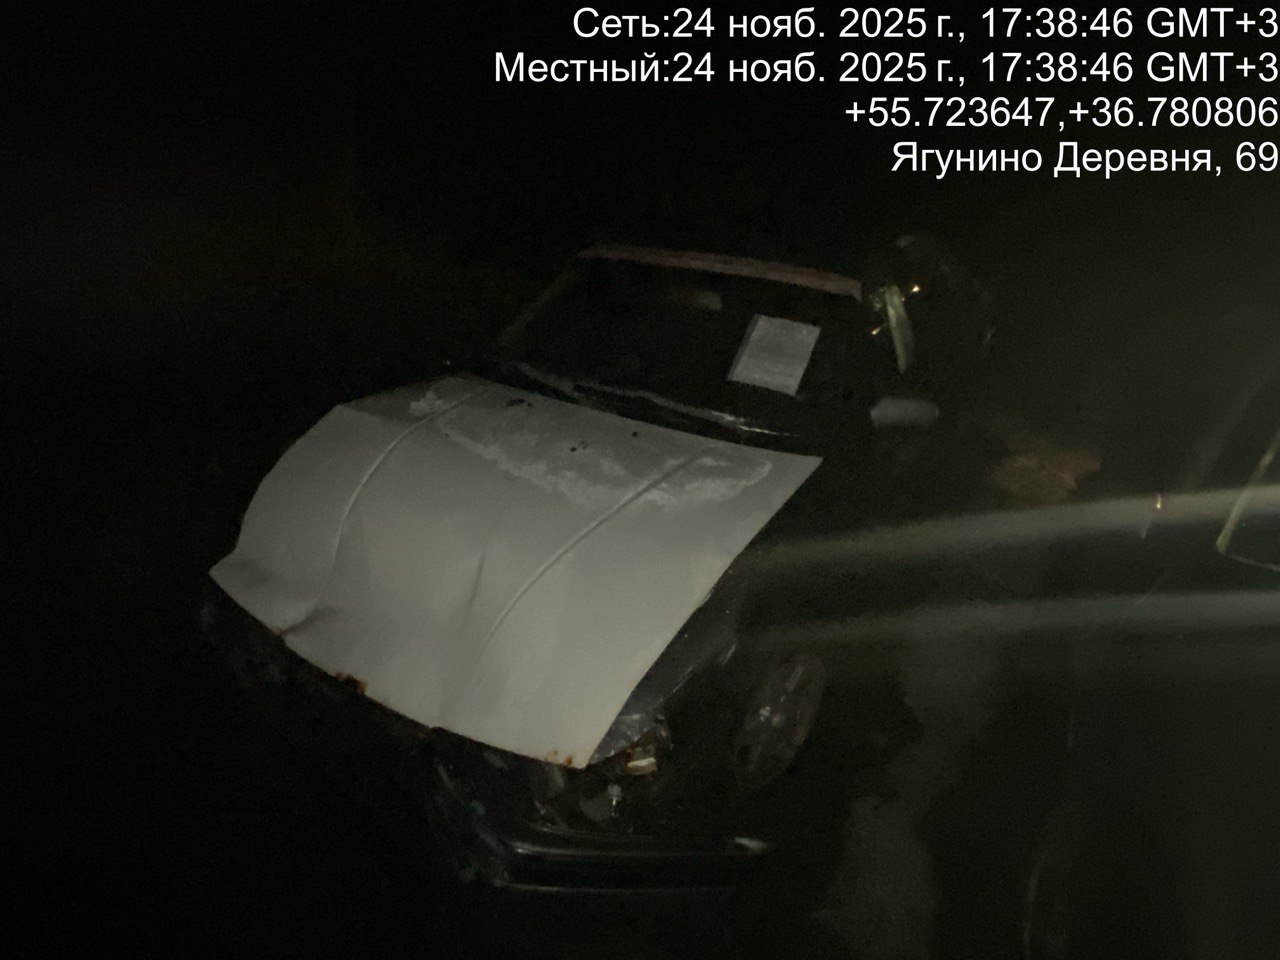 Сеть:24 нояб. 2025 г., 17:38:46 GMT+3
Местный:24 нояб. 2025 г., 17:38:46 GMT+3
+55.723647,+36.780806
Ягунино Деревня, 69